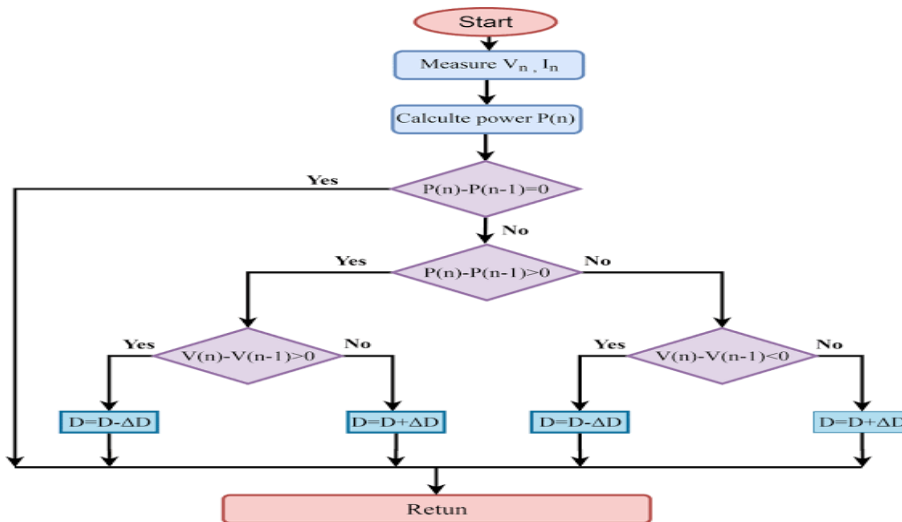 Start
Measure Vn , In
Calculte power P(n)
Yes
P(n)-P(n-1)=0
No
Yes
P(n)-P(n-1)>0
No
Yes
V(n)-V(n-1)>0
No
Yes
V(n)-V(n-1)<0
No
D=D-ΔD
D=D+ΔD
D=D-ΔD
D=D+ΔD
Retun